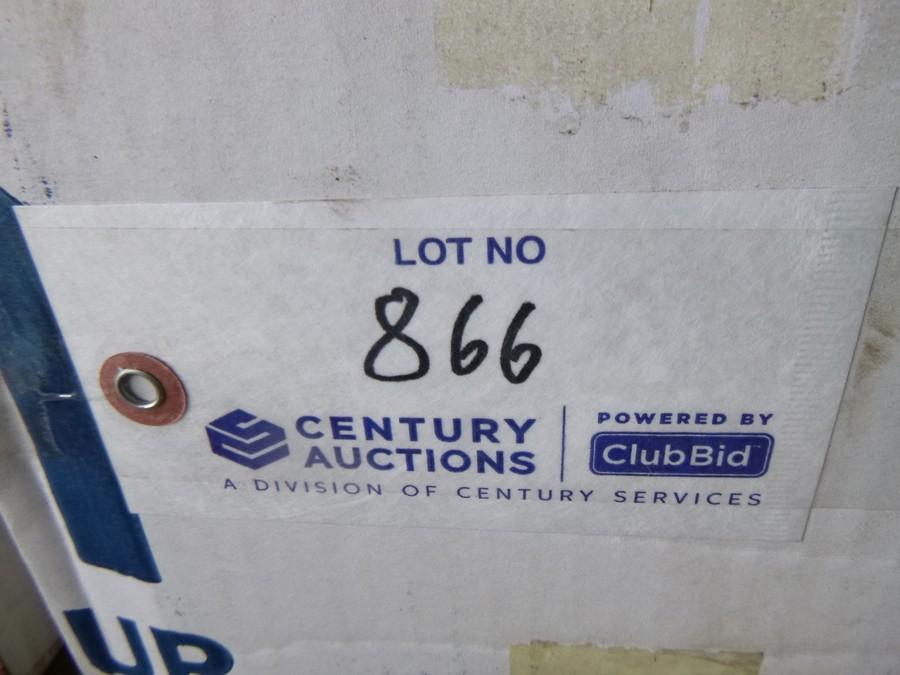 LOT NO
866
CENTURY
AUCTIONS
POWERED BY
ClubBid
A DIVISION OF CENTURY SERVICES
UP